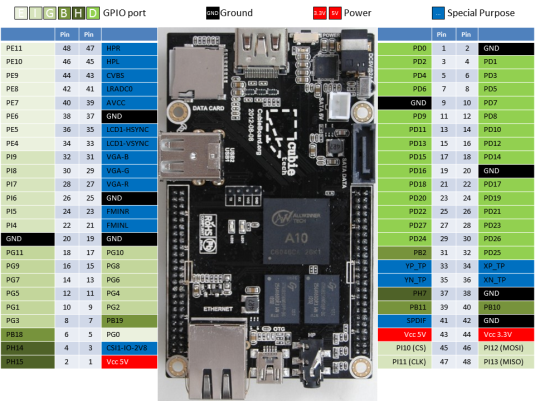 E I G B H D GPIO port
GND Ground
3.3V 5V Power
... Special Purpose
Pin Pin
PE11 48 47 HPR
PE10 46 45 HPL
PE9 44 43 CVBS
PE8 42 41 LRADC0
PE7 40 39 AVCC
PE6 38 37 GND
PE5 36 35 LCD1-HSYNC
PE4 34 33 LCD1-VSYNC
PI9 32 31 VGA-B
PI8 30 29 VGA-G
PI7 28 27 VGA-R
PI6 26 25 GND
PI5 24 23 FMINR
PI4 22 21 FMINL
GND 20 19 GND
PG11 18 17 PG10
PG9 16 15 PG8
PG7 14 13 PG6
PG5 12 11 PG4
PG1 10 9 PG2
PG3 8 7 PB19
PB18 6 5 PG0
PH14 4 3 CSI1-IO-2V8
PH15 2 1 Vcc 5V
POWER
DC5V@2A
DATA CARD
DATA 5V
CubieBoard.org
2012-08-08
Cubie
tech
USB2
SATA DATA
RoHS
ALLWINNER
TECH
A10
ETHERNET
OTG
HP
Pin Pin
PD0 1 2 GND
PD2 3 4 PD1
PD4 5 6 PD3
PD6 7 8 PD5
GND 9 10 PD7
PD9 11 12 PD8
PD11 13 14 PD10
PD13 15 16 PD12
PD15 17 18 PD14
PD16 19 20 GND
PD18 21 22 PD17
PD20 23 24 PD19
PD22 25 26 PD21
PD27 27 28 PD23
PD24 29 30 PD26
PB2 31 32 PD25
YP_TP 33 34 XP_TP
YN_TP 35 36 XN_TP
PH7 37 38 GND
PB11 39 40 PB10
SPDIF 41 42 GND
Vcc 5V 43 44 Vcc 3.3V
PI10 (CS) 45 46 PI12 (MOSI)
PI11 (CLK) 47 48 PI13 (MISO)